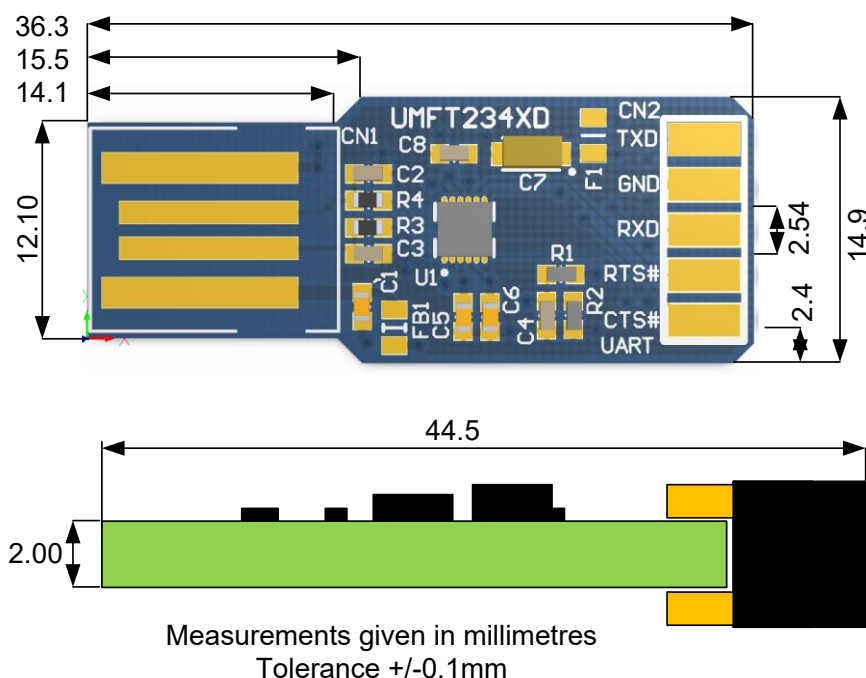 36.3
15.5
14.1
UMFT234XD
CN2
TXD
CN1
C8
C2
C7
F1
GND
R4
12.10
RXD
2.54
14.9
R3
C3
R1
U1
RTS#
C1
FB1
C5
C6
C4
R2
CTS#
2.4
UART
X
44.5
2.00
Measurements given in millimetres
Tolerance +/-0.1mm